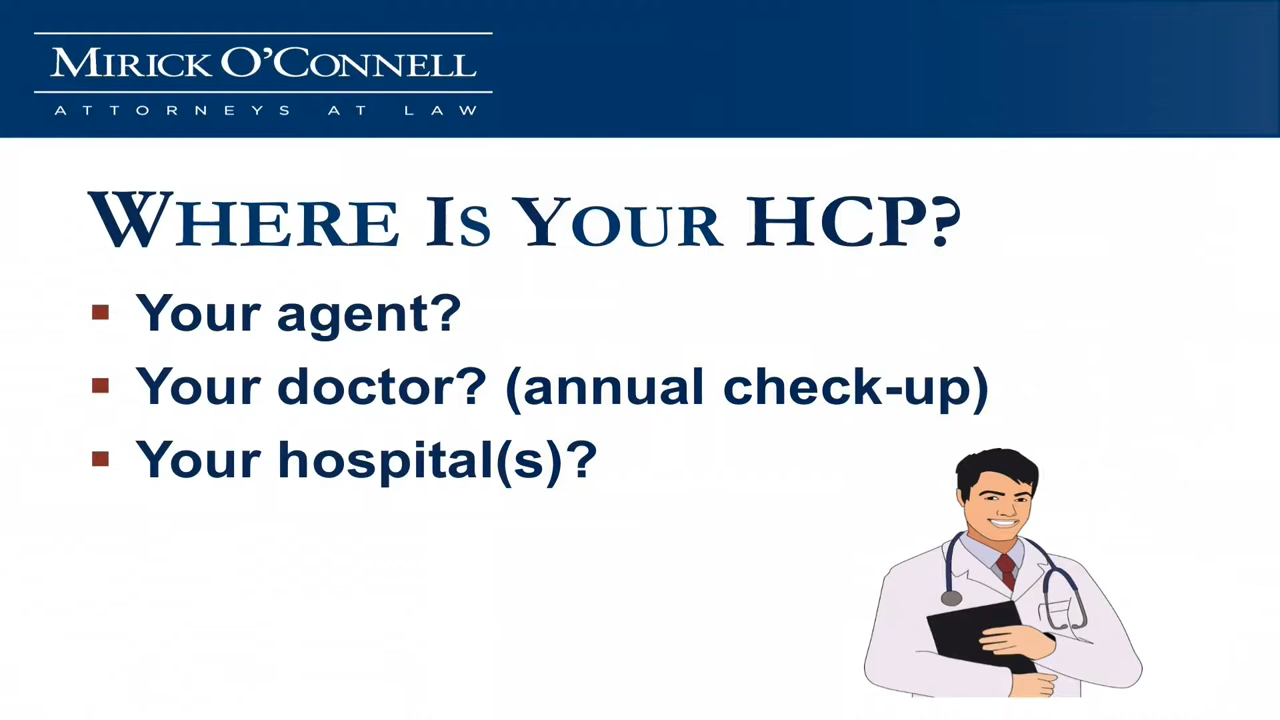 MIRICK O'CONNELL
ATTORNEYS AT LAW
WHERE IS YOUR HCP?
▪ Your agent?
▪ Your doctor? (annual check-up)
▪ Your hospital(s)?